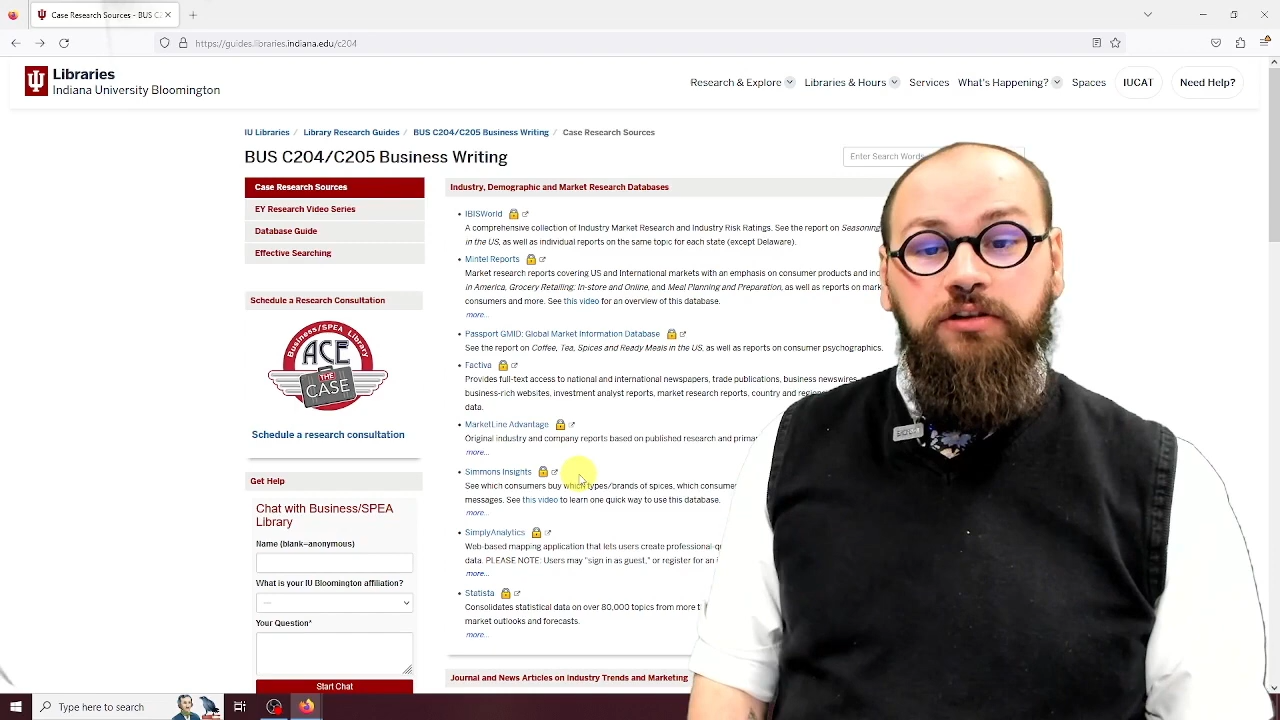 Case Research Sources - BUS C
https://guides.libraries.indiana.edu/c204
Libraries
Indiana University Bloomington
Research & Explore
Libraries & Hours
Services
What's Happening?
Spaces
IUCAT
Need Help?
IU Libraries / Library Research Guides / BUS C204/C205 Business Writing / Case Research Sources
BUS C204/C205 Business Writing
Enter Search Words
Case Research Sources
EY Research Video Series
Database Guide
Effective Searching
Schedule a Research Consultation
Business/SPEA Library
ACE
THE
CASE
Schedule a research consultation
Get Help
Chat with Business/SPEA
Library
Name (blank=anonymous)
What is your IU Bloomington affiliation?
Your Question*
Start Chat
Industry, Demographic and Market Research Databases
IBISWorld
A comprehensive collection of Industry Market Research and Industry Risk Ratings. See the report on Seasoning
in the US, as well as individual reports on the same topic for each state (except Delaware).
Mintel Reports
Market research reports covering US and International markets with an emphasis on consumer products and
in America, Grocery Retailing: In-store and Online, and Meal Planning and Preparation, as well as reports on
consumers and more. See this video for an overview of this database.
more...
Passport GMID: Global Market Information Database
See the report on Coffee, Tea, Spices and Ready Meals in the US, as well as reports on consumer psychographics.
Factiva
Provides full-text access to national and international newspapers, trade publications, business newswires,
business-rich websites, investment analyst reports, market research reports, country and
data.
MarketLine Advantage
Original industry and company reports based on published research and
more...
Simmons Insights
See which consumers buy which types/brands of spices, which
messages. See this video to learn one quick way to use this database.
more...
SimplyAnalytics
Web-based mapping application that lets users create
data. PLEASE NOTE: Users may "sign in as guest," or register for an
more...
Statista
Consolidates statistical data on over 80,000 topics from more
market outlooks and forecasts.
more...
Journal and News Articles on Industry Trends and Marketing
Type here to search